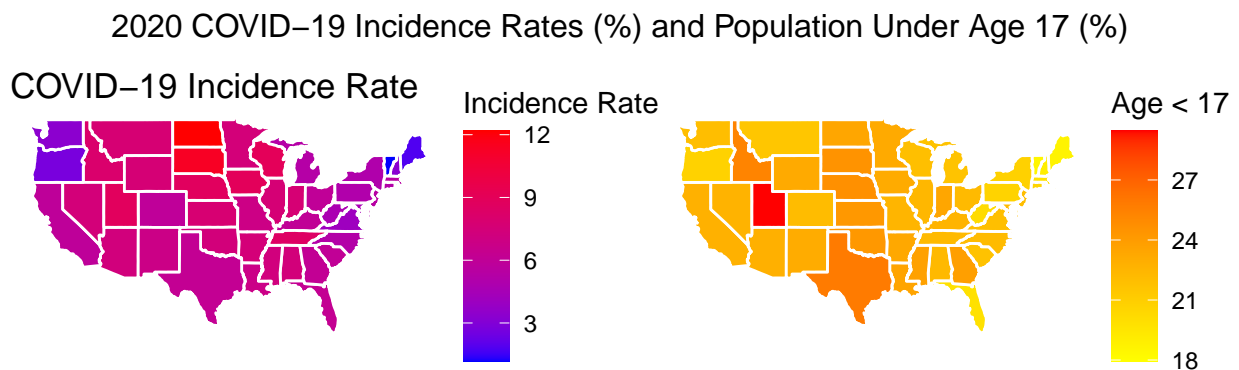 2020 COVID−19 Incidence Rates (%) and Population Under Age 17 (%)
COVID−19 Incidence Rate
Incidence Rate
12
9
6
3
Age < 17
27
24
21
18